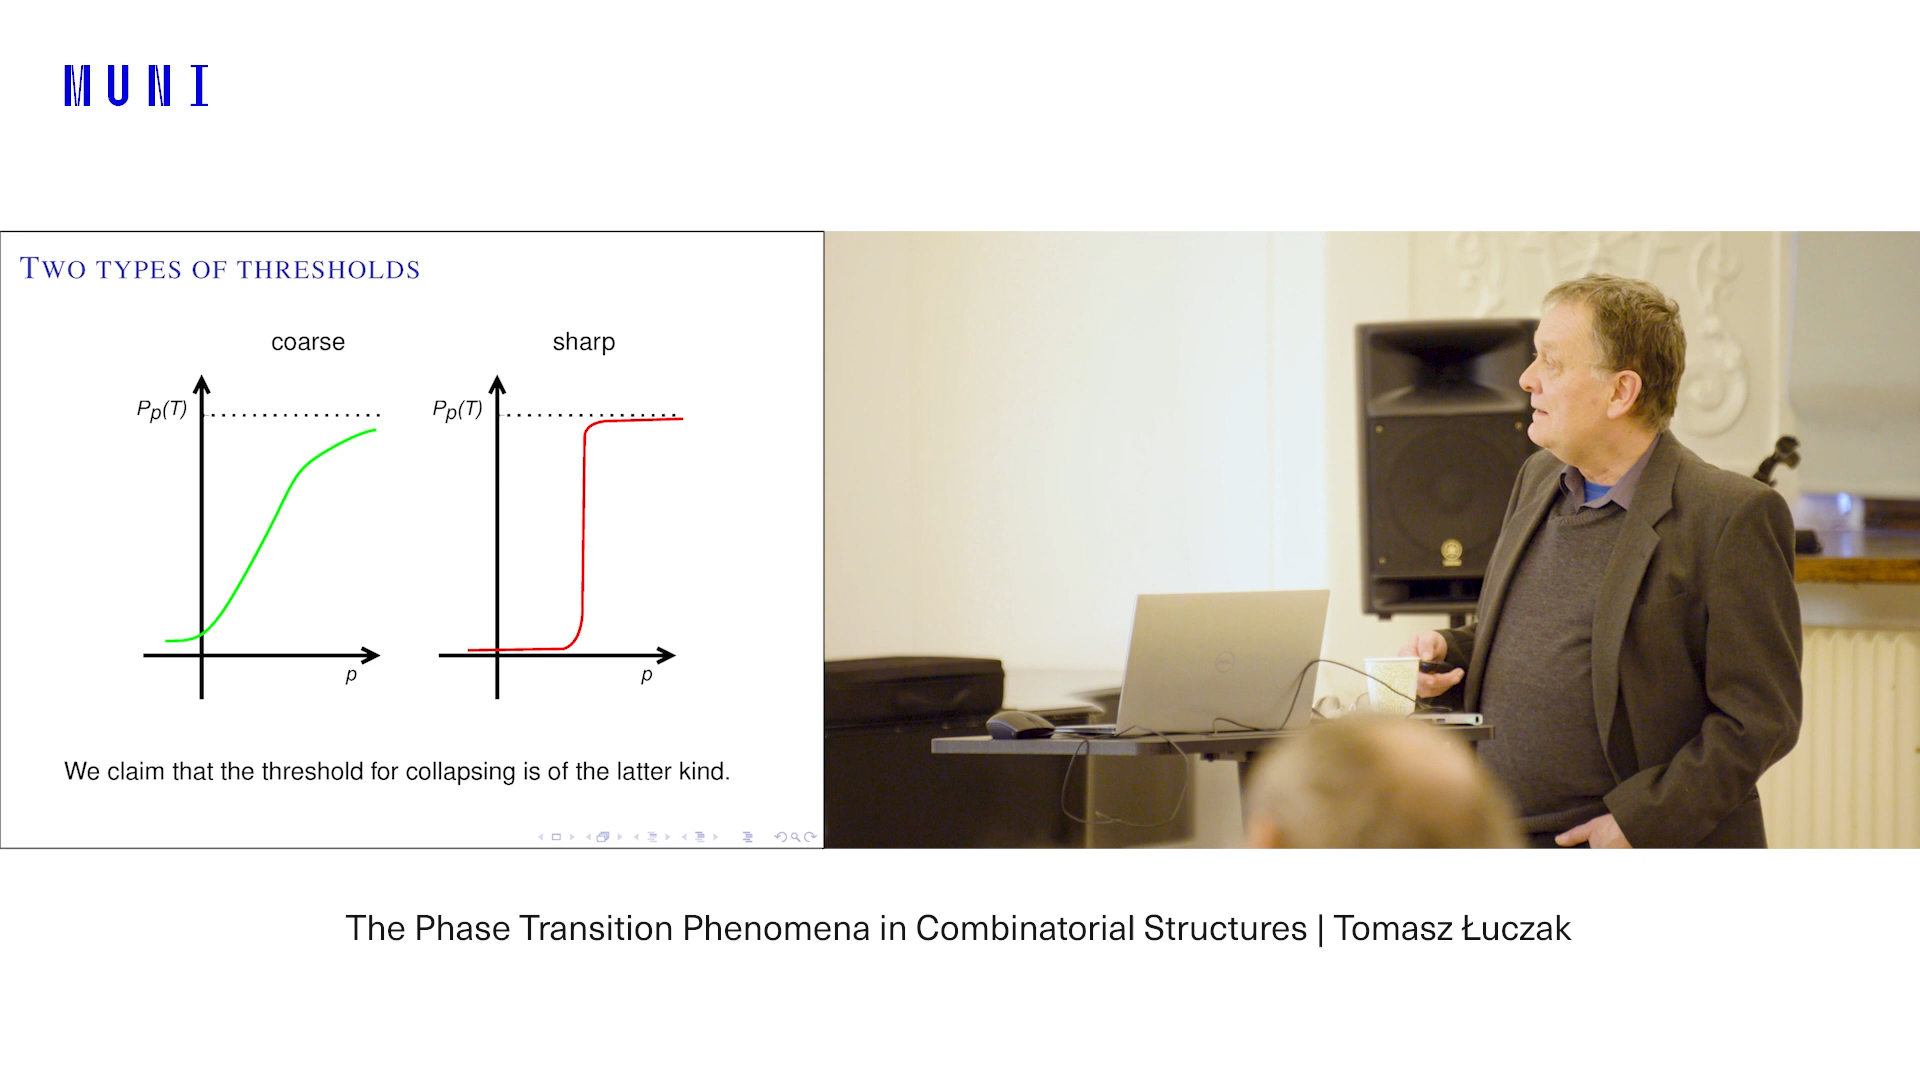 MUNI
TWO TYPES OF THRESHOLDS
coarse
sharp
Pp(T)
Pp(T)
p
p
We claim that the threshold for collapsing is of the latter kind.
The Phase Transition Phenomena in Combinatorial Structures | Tomasz Łuczak